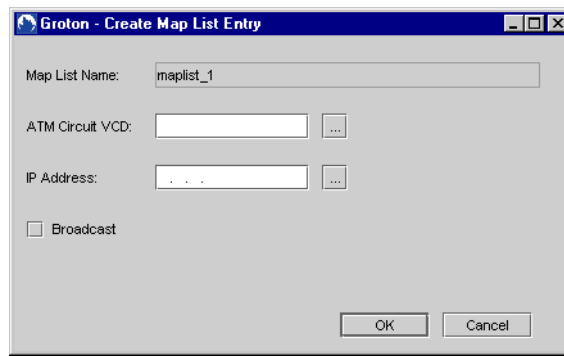 Groton - Create Map List Entry
Map List Name: maplist_1
ATM Circuit VCD: ...
IP Address: . . . ...
Broadcast
OK Cancel